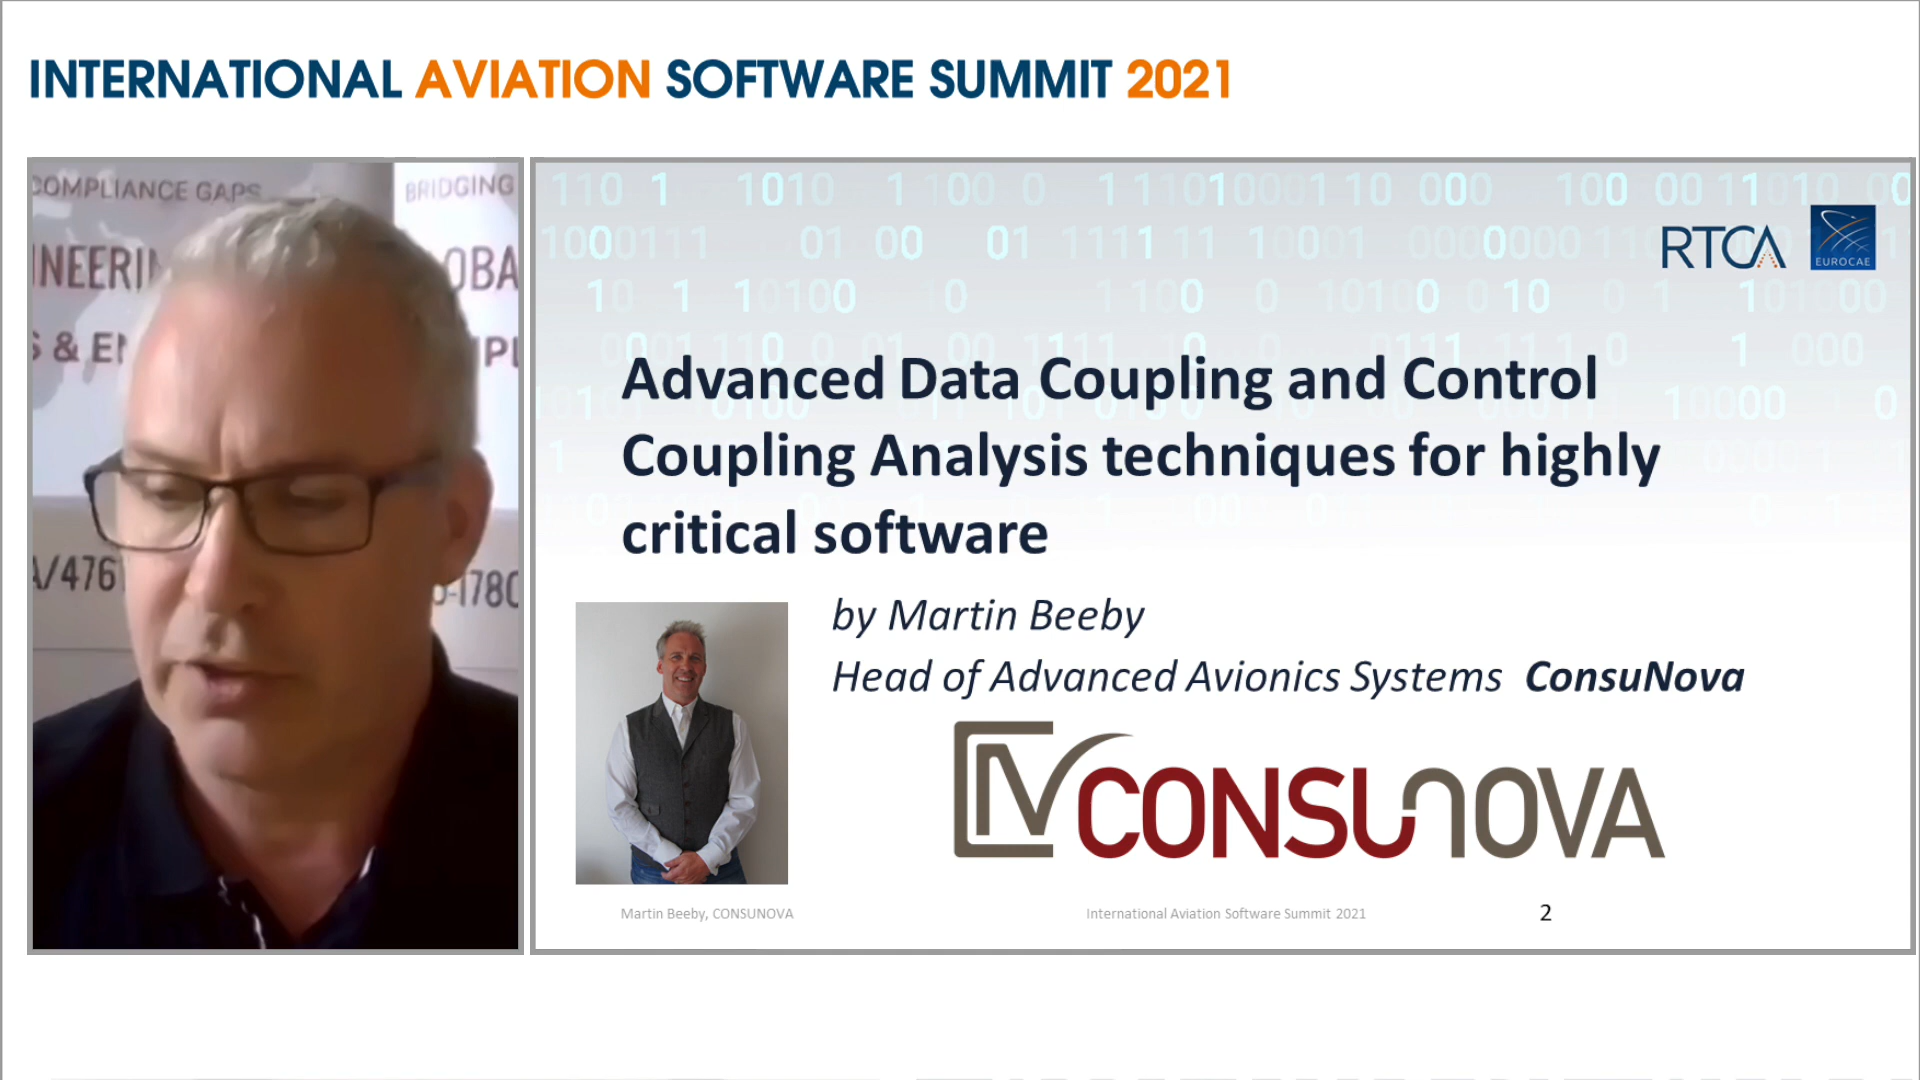 INTERNATIONAL AVIATION SOFTWARE SUMMIT 2021
COMPLIANCE GAPS
BRIDGING
S & E
RTCA
EUROCAE
Advanced Data Coupling and Control
Coupling Analysis techniques for highly
critical software
by Martin Beeby
Head of Advanced Avionics Systems ConsuNova
CONSUNOVA
Martin Beeby, CONSUNOVA
International Aviation Software Summit 2021
2